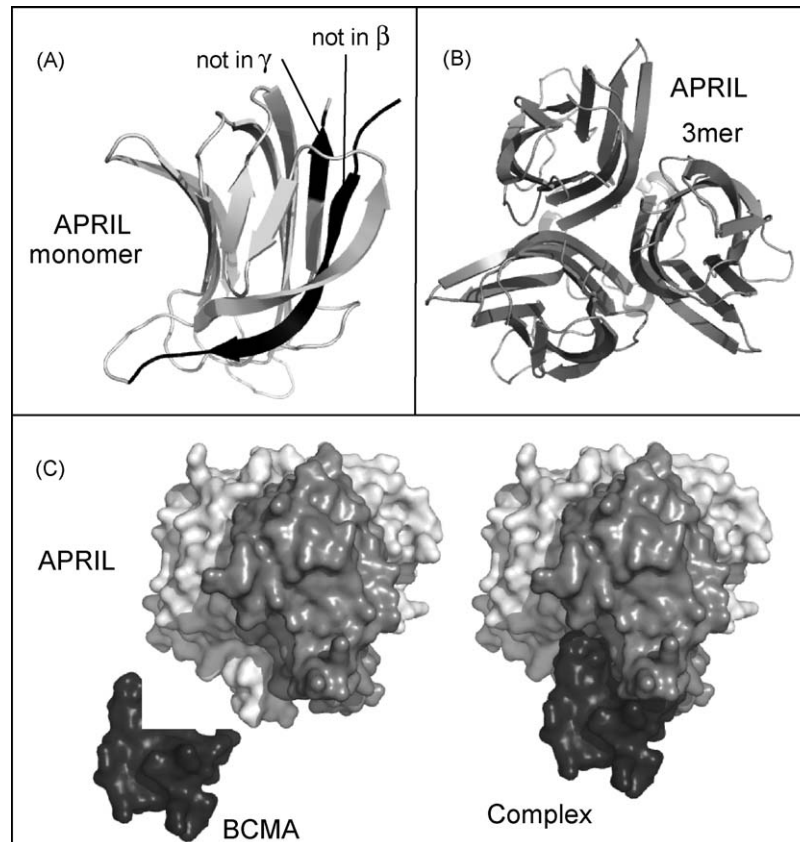 (A)
not in γ
not in β
APRIL
monomer
(B)
APRIL
3mer
(C)
APRIL
BCMA
Complex